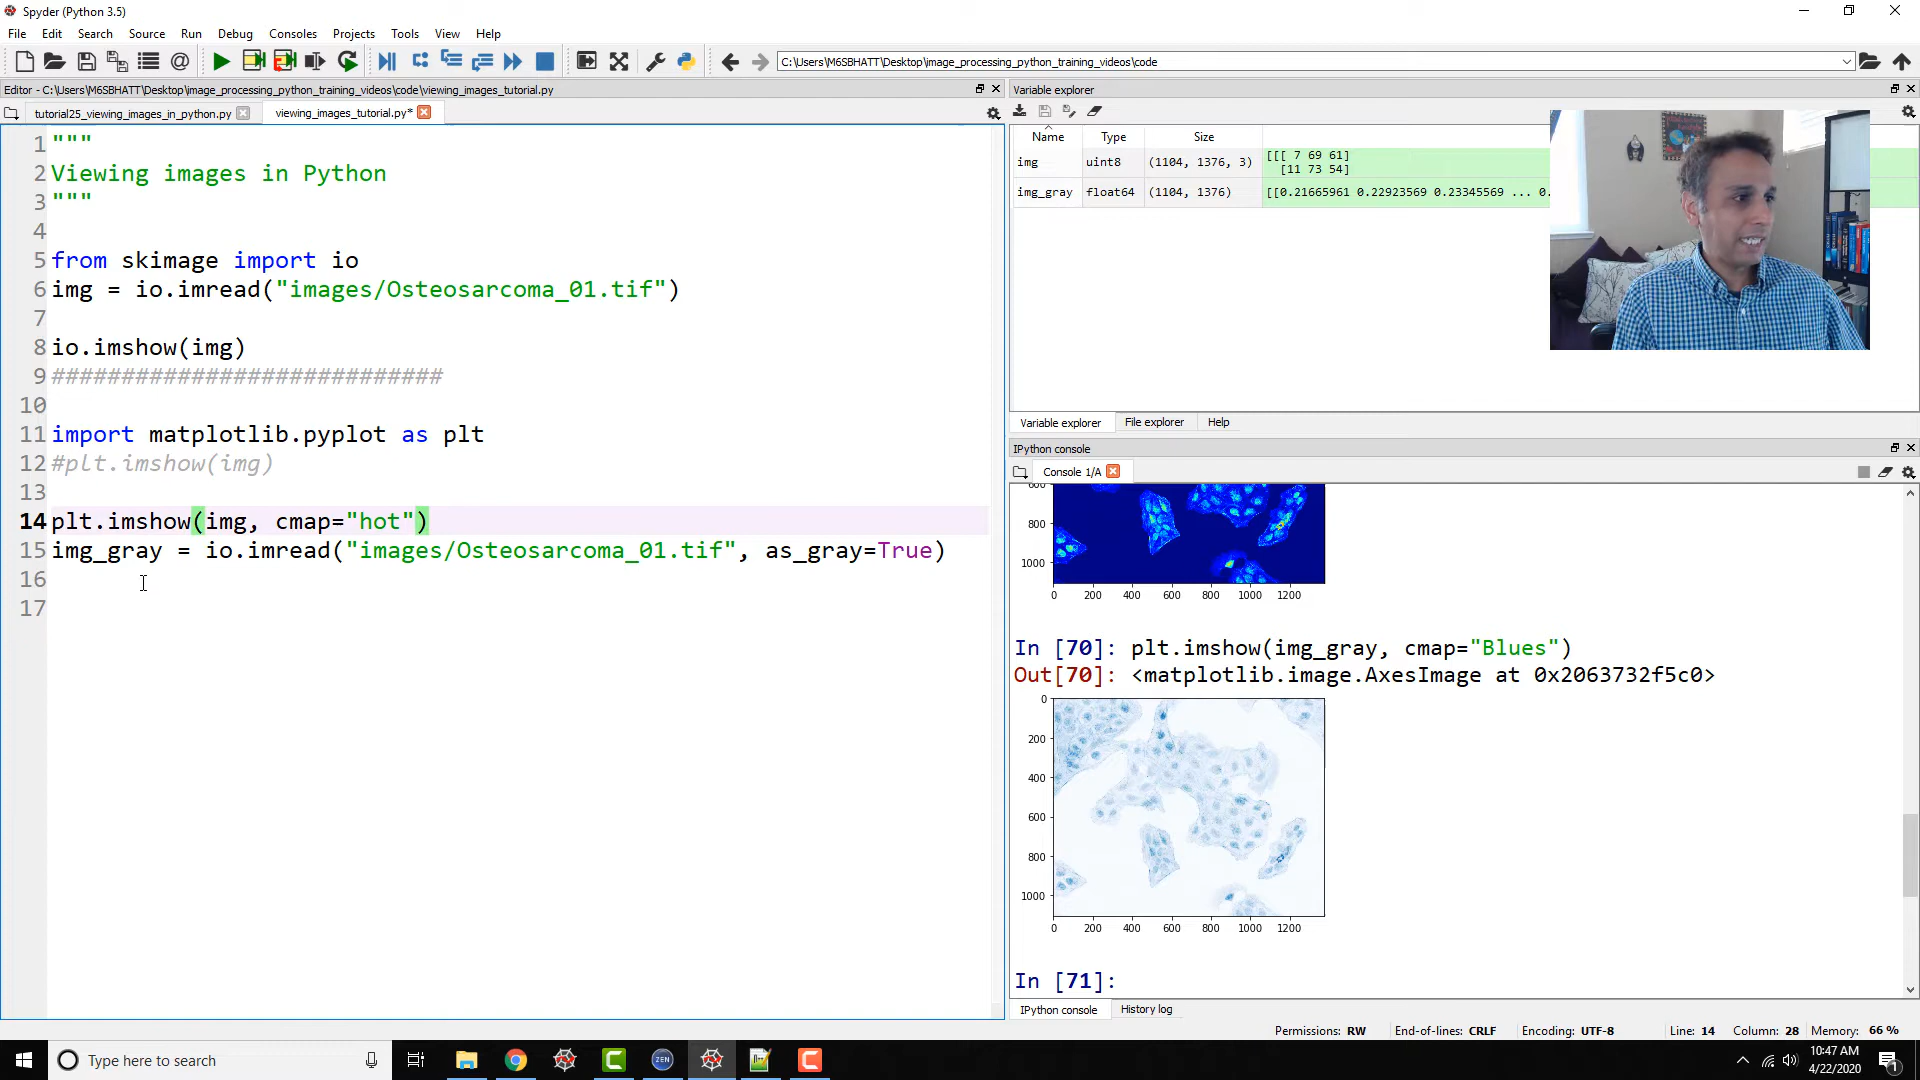 Spyder (Python 3.5)
File Edit Search Source Run Debug Consoles Projects Tools View Help
C:\Users\M6SBHATT\Desktop\image_processing_python_training_videos\code
Editor - C:\Users\M6SBHATT\Desktop\image_processing_python_training_videos\code\viewing_images_tutorial.py
tutorial25_viewing_images_in_python.py viewing_images_tutorial.py*
1 """
2 Viewing images in Python
3 """
4
5 from skimage import io
6 img = io.imread("images/Osteosarcoma_01.tif")
7
8 io.imshow(img)
9 ############################
10
11 import matplotlib.pyplot as plt
12 #plt.imshow(img)
13
14 plt.imshow(img, cmap="hot")
15 img_gray = io.imread("images/Osteosarcoma_01.tif", as_gray=True)
16
17
Variable explorer
Name Type Size
img uint8 (1104, 1376, 3) [[[ 7 69 61]
[11 73 54]
img_gray float64 (1104, 1376) [[0.21665961 0.22923569 0.23345569 ... 0.
Variable explorer File explorer Help
IPython console
Console 1/A
800
1000
0 200 400 600 800 1000 1200
In [70]: plt.imshow(img_gray, cmap="Blues")
Out[70]: <matplotlib.image.AxesImage at 0x2063732f5c0>
0
200
400
600
800
1000
0 200 400 600 800 1000 1200
In [71]:
IPython console History log
Permissions: RW End-of-lines: CRLF Encoding: UTF-8 Line: 14 Column: 28 Memory: 66 %
Type here to search
ZEN
10:47 AM
4/22/2020
1